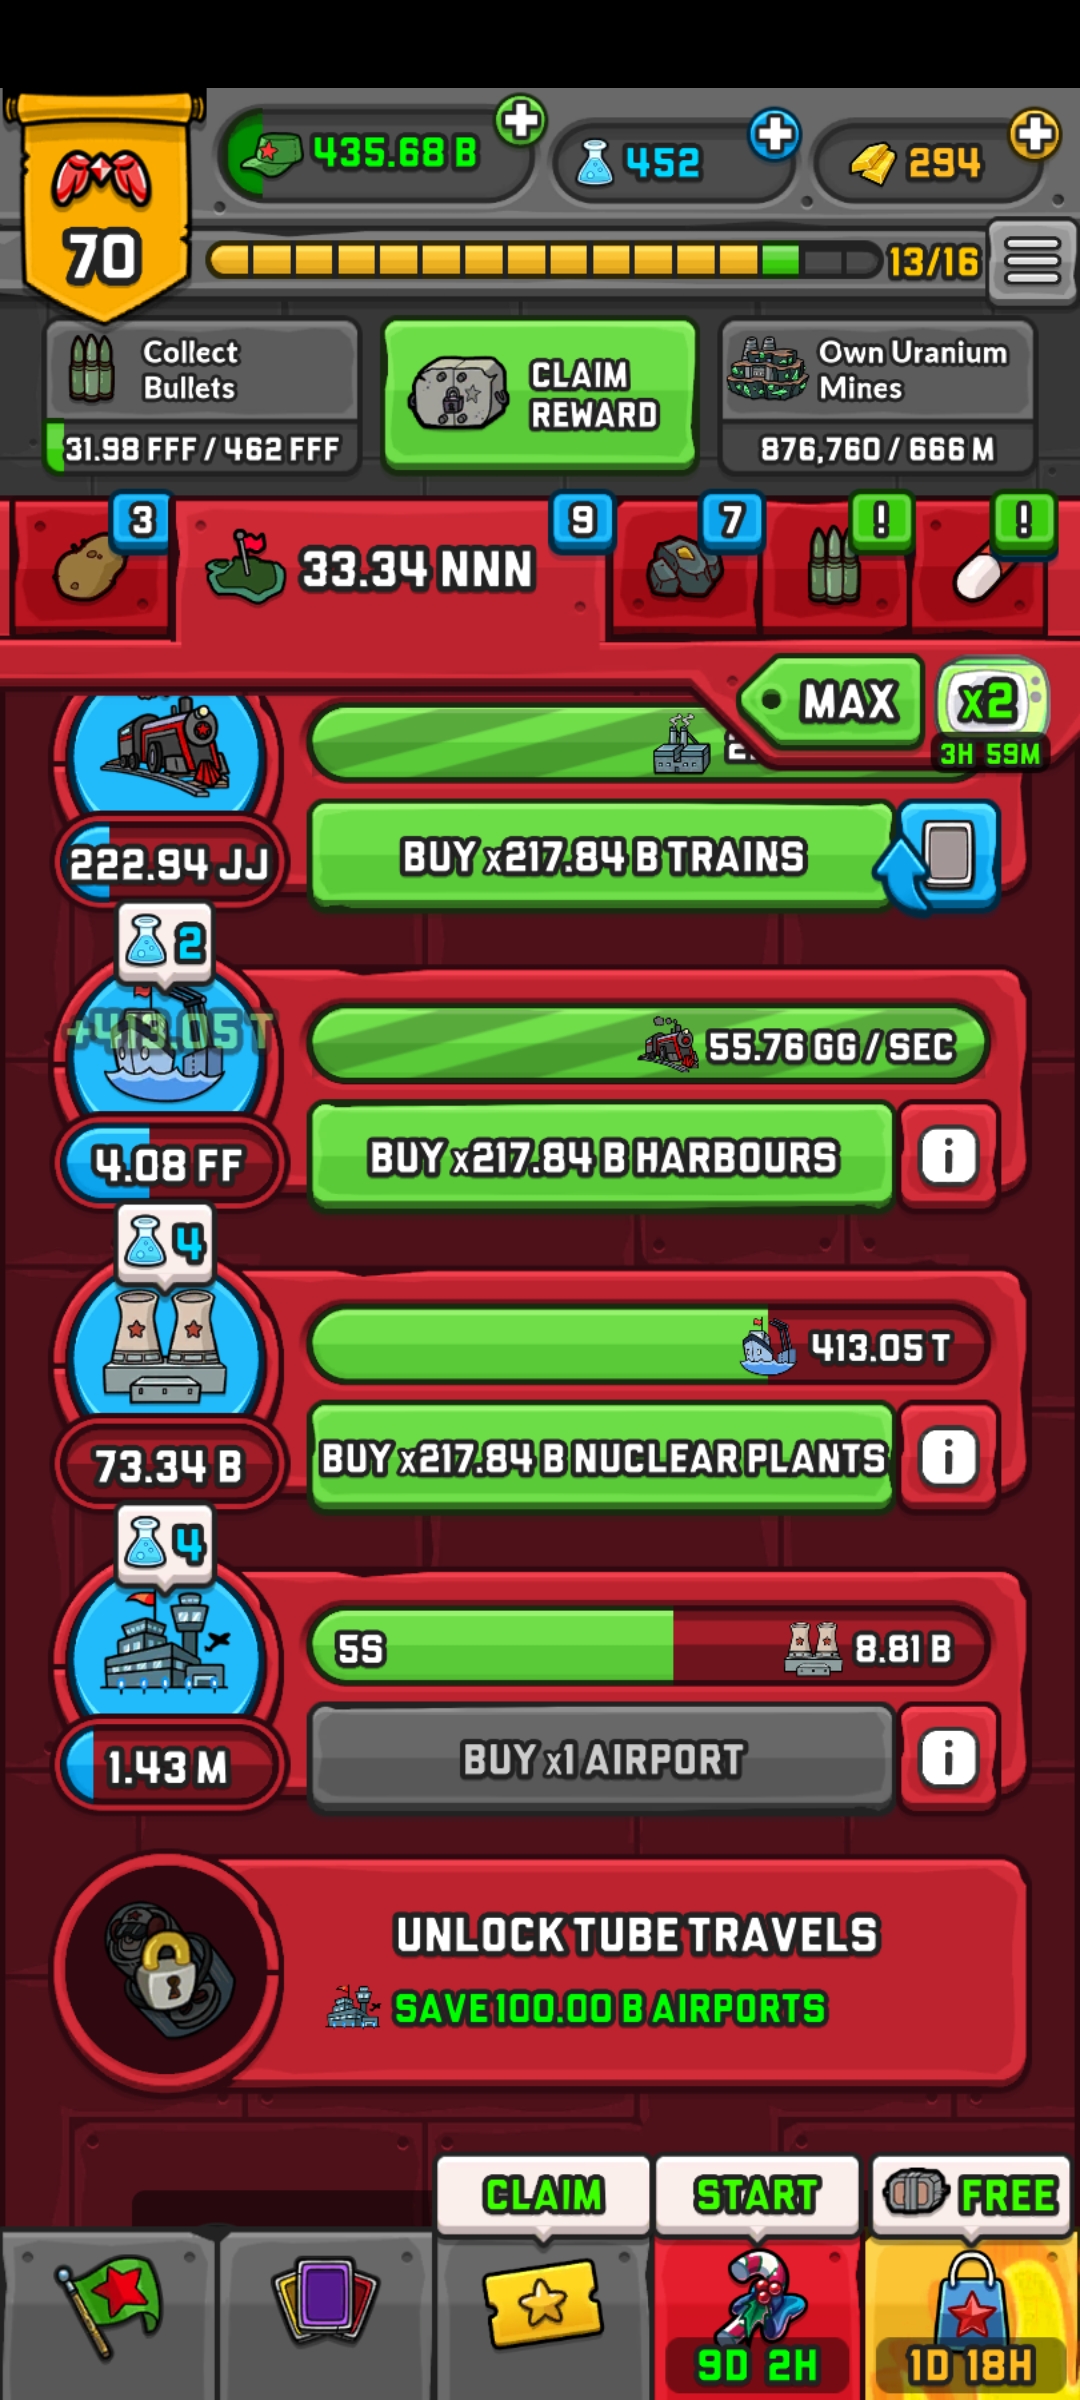 70
435.68 B
452
294
13/16
Collect
Bullets
31.98 FFF / 462 FFF
CLAIM
REWARD
Own Uranium
Mines
876,760 / 666 M
3
33.34 NNN
9
7
!
!
MAX
x2
3H 59M
222.94 JJ
BUY x217.84 B TRAINS
2
+413.05 T
55.76 GG / SEC
4.08 FF
BUY x217.84 B HARBOURS
i
4
413.05 T
73.34 B
BUY x217.84 B NUCLEAR PLANTS
i
4
5S
8.81 B
1.43 M
BUY x1 AIRPORT
i
UNLOCK TUBE TRAVELS
SAVE 100.00 B AIRPORTS
CLAIM
START
FREE
9D 2H
1D 18H